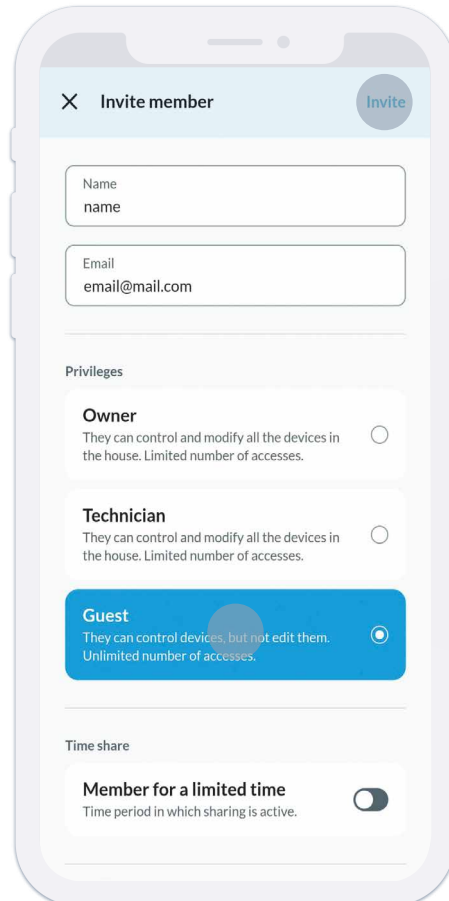 Invite member
Invite
Name
name
Email
email@mail.com
Privileges
Owner
They can control and modify all the devices in
the house. Limited number of accesses.
Technician
They can control and modify all the devices in
the house. Limited number of accesses.
Guest
They can control devices, but not edit them.
Unlimited number of accesses.
Time share
Member for a limited time
Time period in which sharing is active.